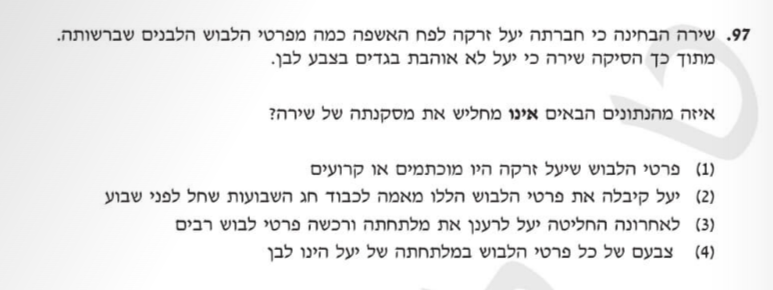 97. שירה הבחינה כי חברתה יעל זרקה לפח האשפה כמה מפרטי הלבוש הלבנים שברשותה.
מתוך כך הסיקה שירה כי יעל לא אוהבת בגדים בצבע לבן.
איזה מהנתונים הבאים אינו מחליש את מסקנתה של שירה?
(1) פרטי הלבוש שיעל זרקה היו מוכתמים או קרועים
(2) יעל קיבלה את פרטי הלבוש הללו מאמה לכבוד חג השבועות שחל לפני שבוע
(3) לאחרונה החליטה יעל לרענן את מלתחתה ורכשה פרטי לבוש רבים
(4) צבעם של כל פרטי הלבוש במלתחתה של יעל הינו לבן